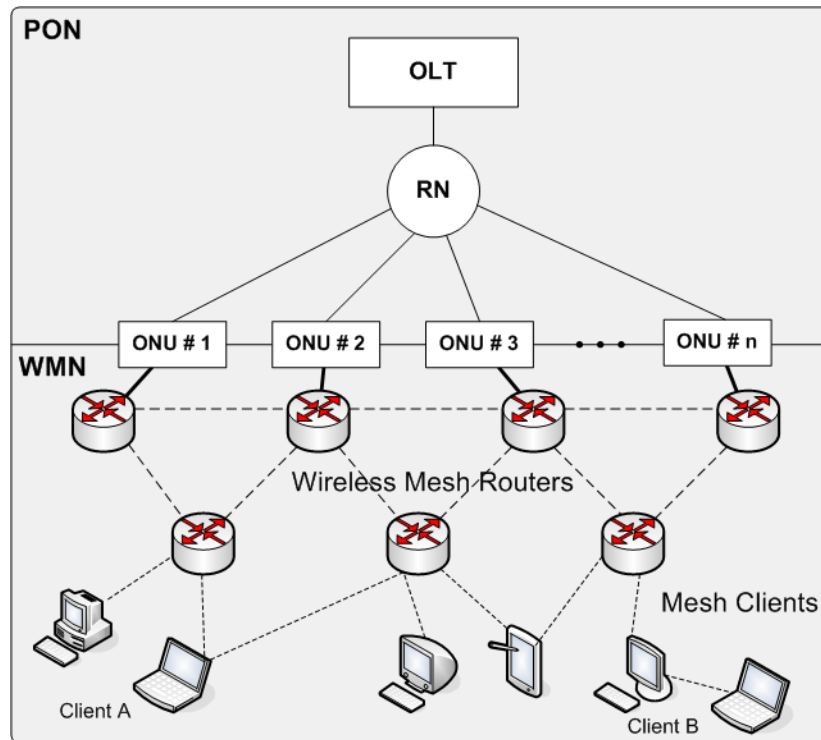 PON
OLT
RN
ONU # 1
ONU # 2
ONU # 3
ONU # n
WMN
Wireless Mesh Routers
Mesh Clients
Client A
Client B